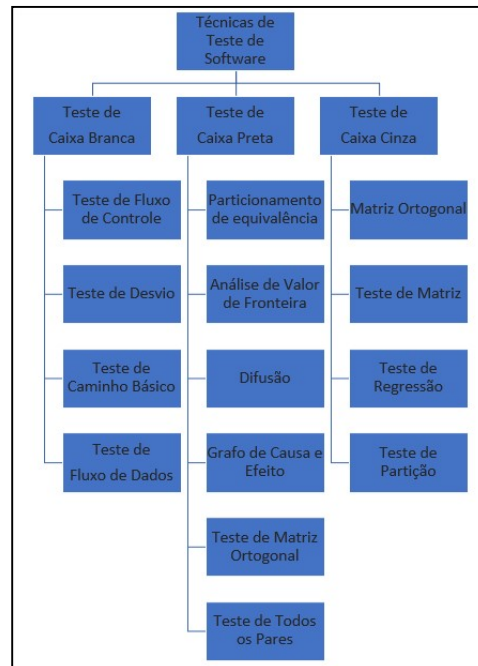 Técnicas de
Teste de
Software
Teste de
Caixa Branca
Teste de
Caixa Preta
Teste de
Caixa Cinza
Teste de Fluxo
de Controle
Teste de Desvio
Teste de
Caminho Básico
Teste de
Fluxo de Dados
Particionamento
de equivalência
Análise de Valor
de Fronteira
Difusão
Grafo de Causa e
Efeito
Teste de Matriz
Ortogonal
Teste de Todos
os Pares
Matriz Ortogonal
Teste de Matriz
Teste de
Regressão
Teste de
Partição